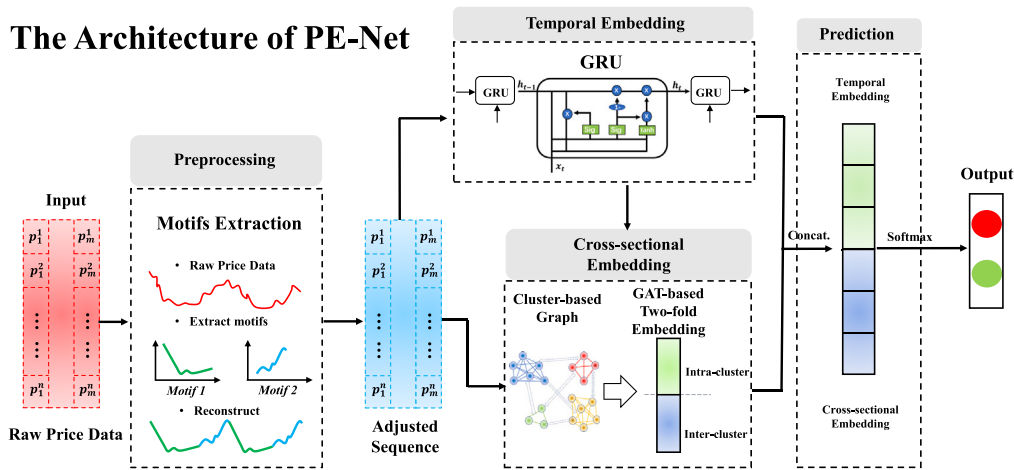 The Architecture of PE-Net
Input
p_1^1 p_m^1
p_1^2 p_m^2
p_1^n p_m^n
Raw Price Data
Preprocessing
Motifs Extraction
• Raw Price Data
• Extract motifs
Motif 1
Motif 2
• Reconstruct
p_1^1 p_m^1
p_1^2 p_m^2
p_1^n p_m^n
Adjusted
Sequence
Temporal Embedding
GRU
GRU
h_{t-1}
x
x
1-
x
x
Sig
Sig
tanh
x_t
h_t
GRU
Cross-sectional
Embedding
Cluster-based
Graph
GAT-based
Two-fold
Embedding
Intra-cluster
Inter-cluster
Concat.
Prediction
Temporal
Embedding
Cross-sectional
Embedding
Softmax
Output